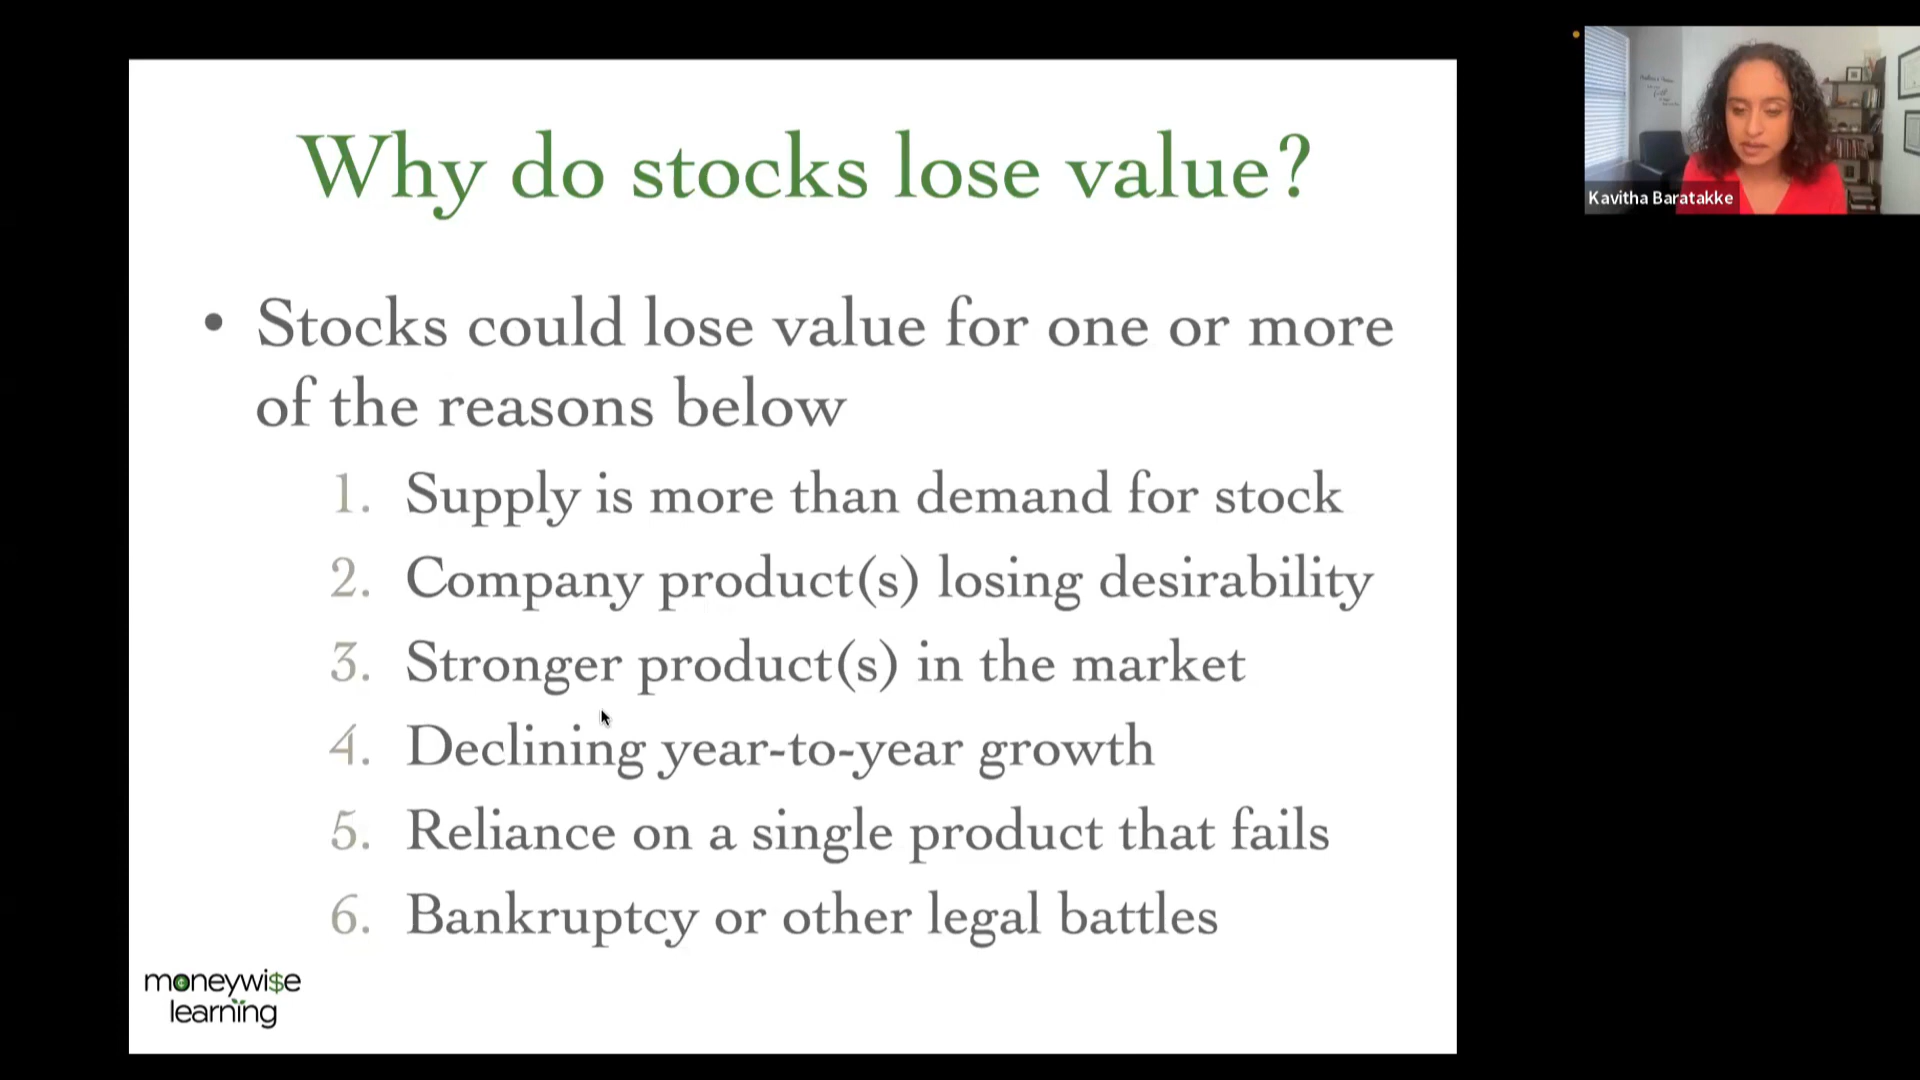 Why do stocks lose value?
• Stocks could lose value for one or more
of the reasons below
1. Supply is more than demand for stock
2. Company product(s) losing desirability
3. Stronger product(s) in the market
4. Declining year-to-year growth
5. Reliance on a single product that fails
6. Bankruptcy or other legal battles
moneywi$e
learning
Kavitha Baratakke